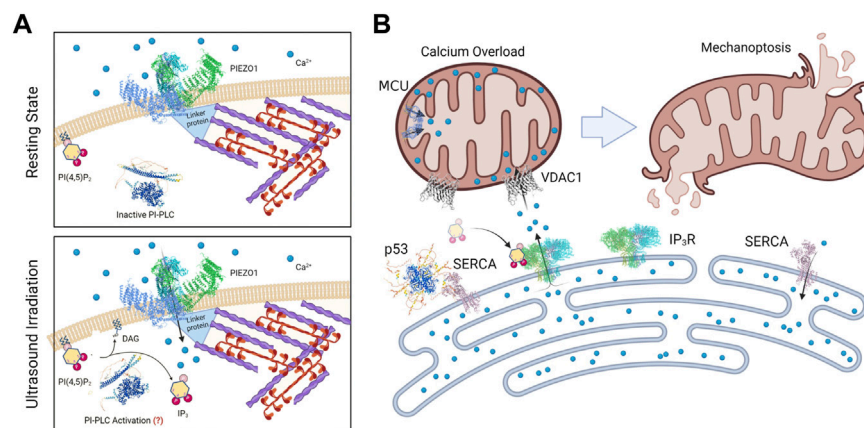 A
Resting State
PIEZO1
Ca²⁺
Linker
protein
PI(4,5)P₂
Inactive PI-PLC
Ultrasound Irradiation
PIEZO1
Ca²⁺
Linker
protein
DAG
PI(4,5)P₂
IP₃
PI-PLC Activation (?)
B
Calcium Overload
Mechanoptosis
MCU
VDAC1
p53
SERCA
IP₃R
SERCA